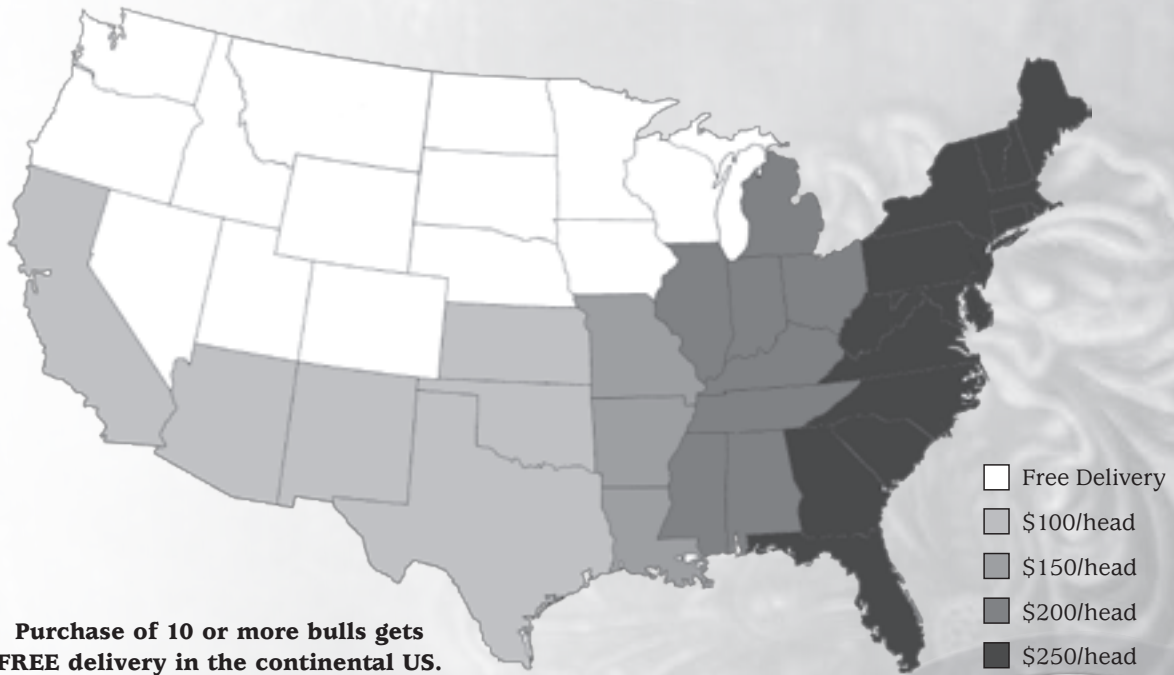 Free Delivery
$100/head
$150/head
$200/head
$250/head
Purchase of 10 or more bulls gets
FREE delivery in the continental US.